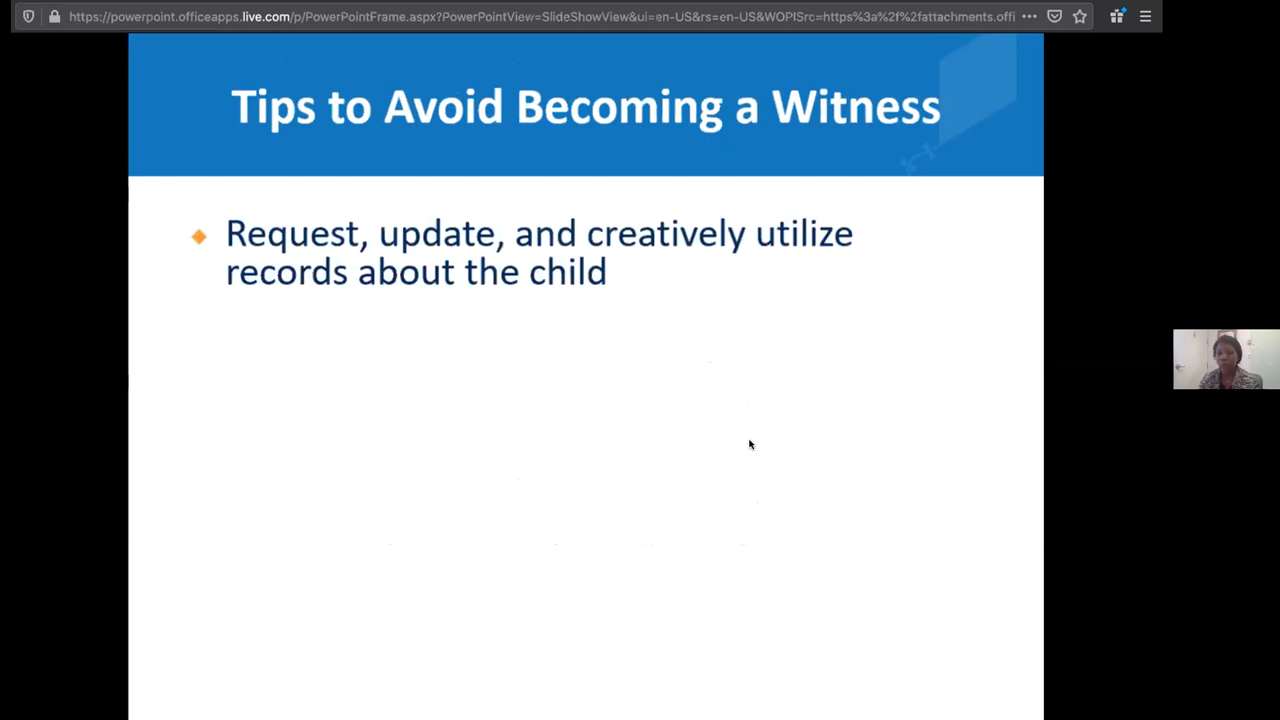 https://powerpoint.officeapps.live.com/p/PowerPointFrame.aspx?PowerPointView=SlideShowView&ui=en-US&rs=en-US&WOPISrc=https%3a%2f%2fattachments.offi
Tips to Avoid Becoming a Witness
Request, update, and creatively utilize
records about the child